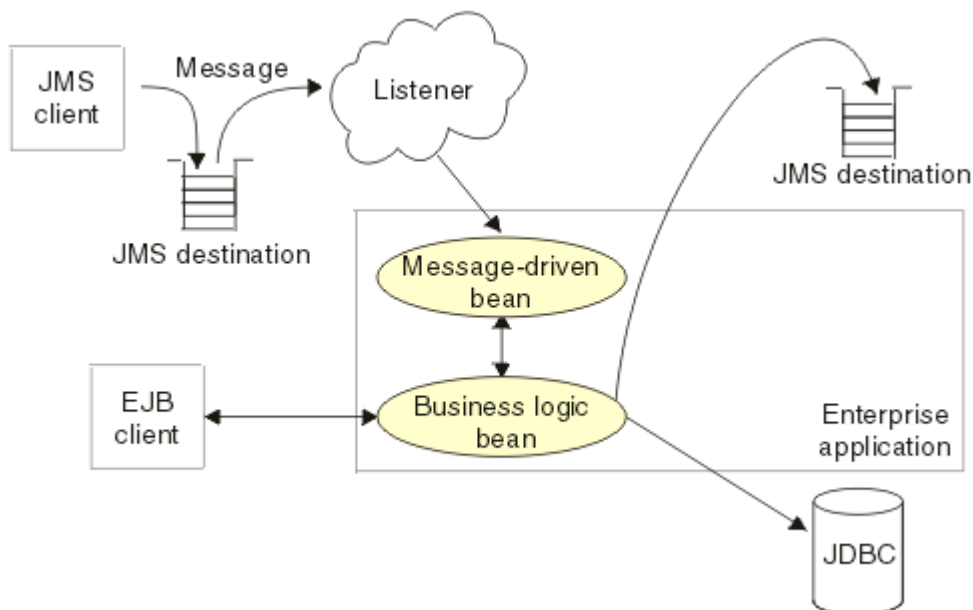 JMS
client
Message
Listener
JMS destination
JMS destination
Message-driven
bean
EJB
client
Business logic
bean
Enterprise
application
JDBC